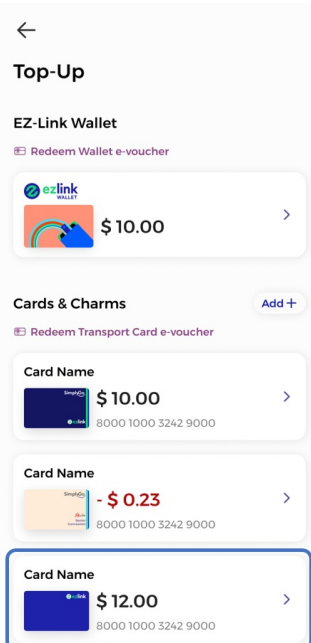 Top-Up
EZ-Link Wallet
Redeem Wallet e-voucher
ezlink
WALLET
$ 10.00
Cards & Charms
Add +
Redeem Transport Card e-voucher
Card Name
SimplyGo
ezlink
$ 10.00
8000 1000 3242 9000
Card Name
SimplyGo
- $ 0.23
8000 1000 3242 9000
Card Name
ezlink
$ 12.00
8000 1000 3242 9000